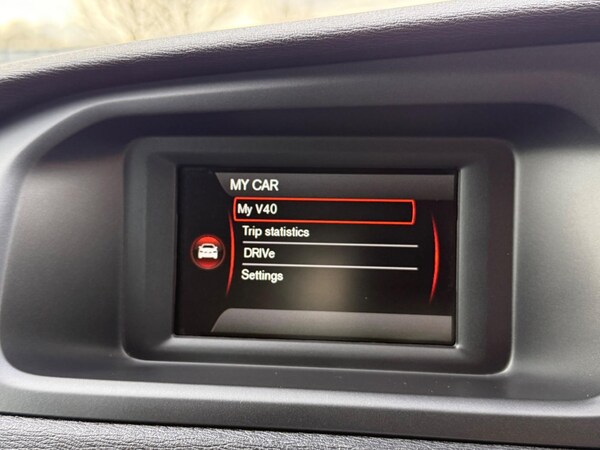 MY CAR
My V40
Trip statistics
DRIVe
Settings